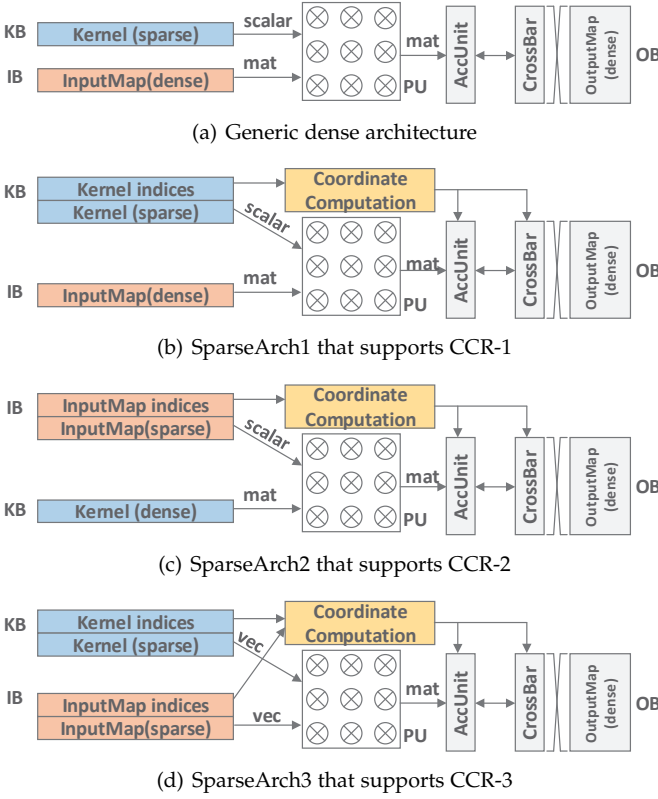 KB
Kernel (sparse)
scalar
IB
InputMap(dense)
mat
PU
mat
AccUnit
CrossBar
OutputMap
(dense)
OB
(a) Generic dense architecture
KB
Kernel indices
Kernel (sparse)
scalar
Coordinate
Computation
IB
InputMap(dense)
mat
PU
mat
AccUnit
CrossBar
OutputMap
(dense)
OB
(b) SparseArch1 that supports CCR-1
IB
InputMap indices
InputMap(sparse)
scalar
Coordinate
Computation
KB
Kernel (dense)
mat
PU
mat
AccUnit
CrossBar
OutputMap
(dense)
OB
(c) SparseArch2 that supports CCR-2
KB
Kernel indices
Kernel (sparse)
vec
Coordinate
Computation
IB
InputMap indices
InputMap(sparse)
vec
PU
mat
AccUnit
CrossBar
OutputMap
(dense)
OB
(d) SparseArch3 that supports CCR-3